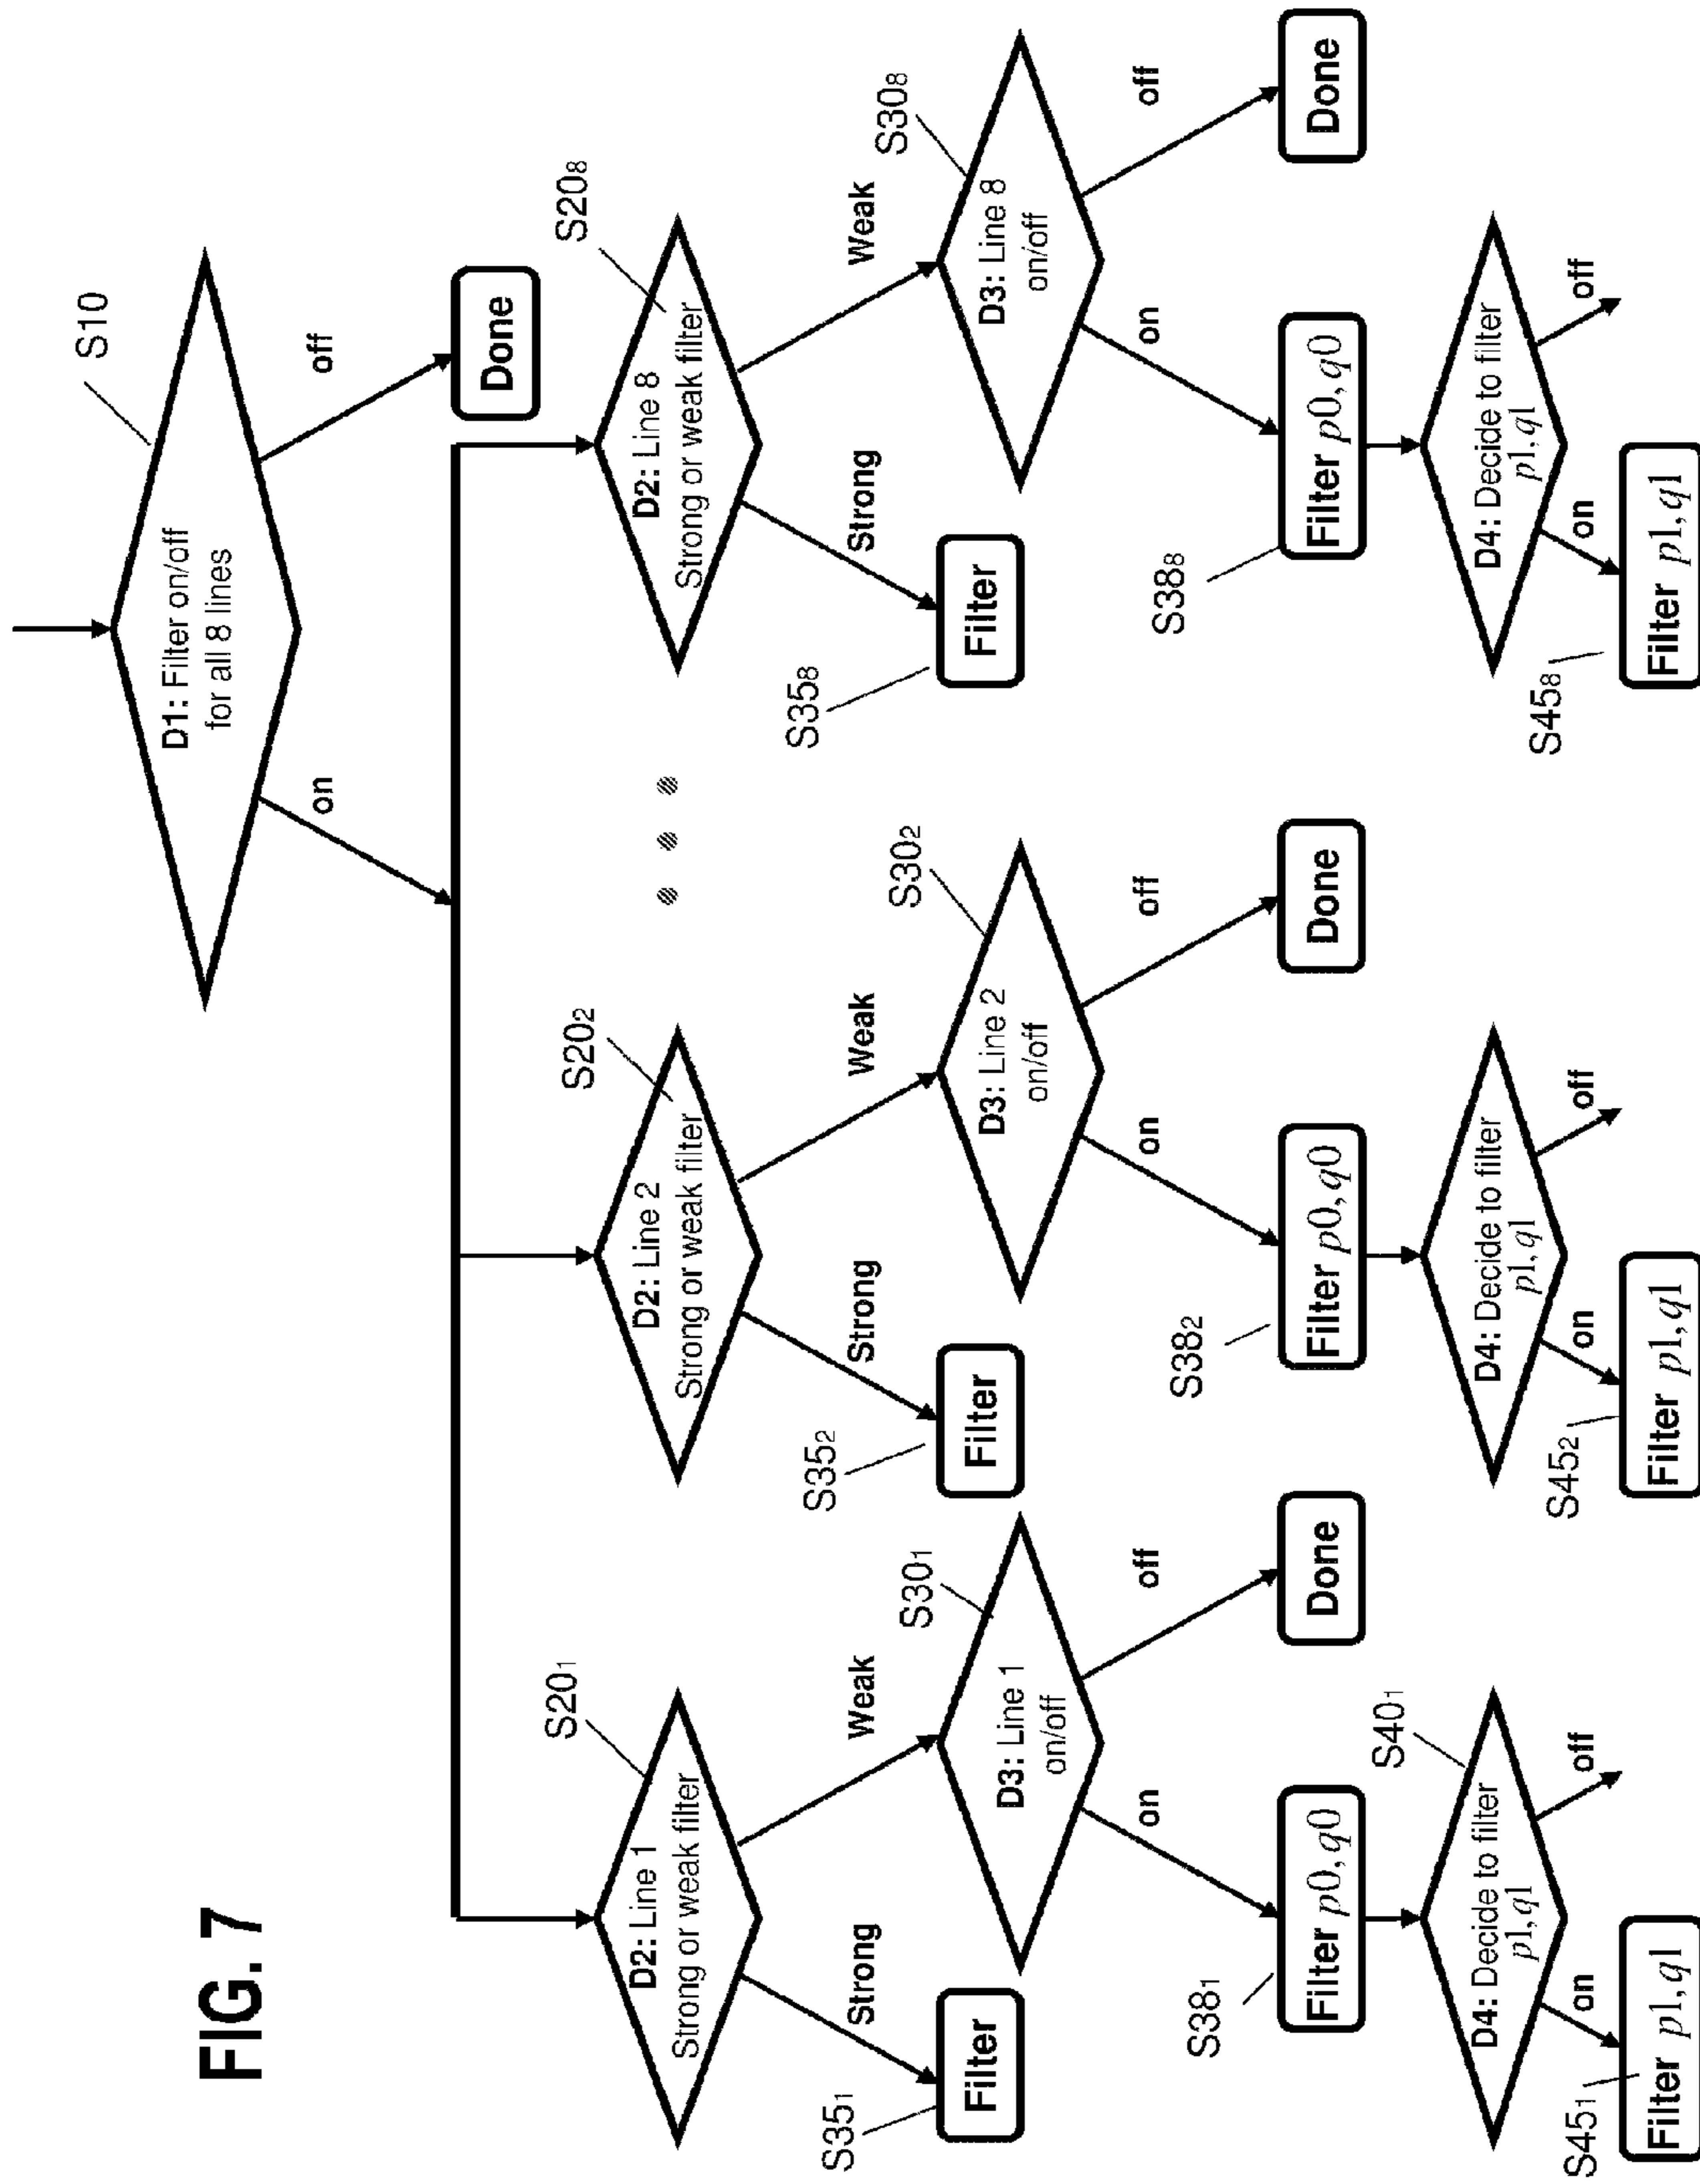 FIG. 7
S10
D1: Filter on/off
for all 8 lines
on
off
Done
S20₁
D2: Line 1
Strong or weak filter
S20₂
D2: Line 2
Strong or weak filter
S20₈
D2: Line 8
Strong or weak filter
Strong
Weak
Strong
Weak
Strong
Weak
S35₁
Filter
S30₁
D3: Line 1
on/off
S35₂
Filter
S30₂
D3: Line 2
on/off
S35₈
Filter
S30₈
D3: Line 8
on/off
on
off
on
off
on
off
S38₁
Filter p0, q0
Done
S38₂
Filter p0, q0
Done
S38₈
Filter p0, q0
Done
S40₁
D4: Decide to filter
p1, q1
D4: Decide to filter
p1, q1
D4: Decide to filter
p1, q1
on
off
on
off
on
off
S45₁
Filter p1, q1
S45₂
Filter p1, q1
S45₈
Filter p1, q1